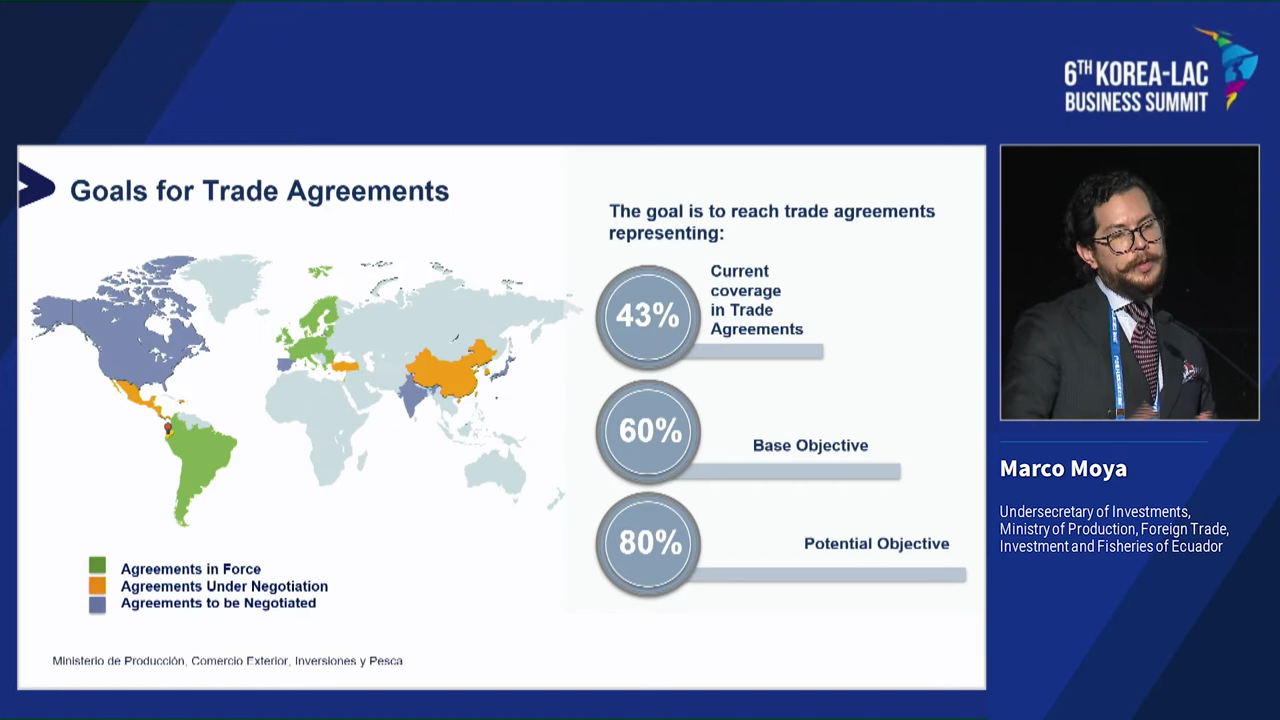 6TH KOREA-LAC
BUSINESS SUMMIT
Goals for Trade Agreements
The goal is to reach trade agreements
representing:
43%
Current
coverage
in Trade
Agreements
60%
Base Objective
80%
Potential Objective
Agreements in Force
Agreements Under Negotiation
Agreements to be Negotiated
Ministerio de Producción, Comercio Exterior, Inversiones y Pesca
Marco Moya
Undersecretary of Investments,
Ministry of Production, Foreign Trade,
Investment and Fisheries of Ecuador